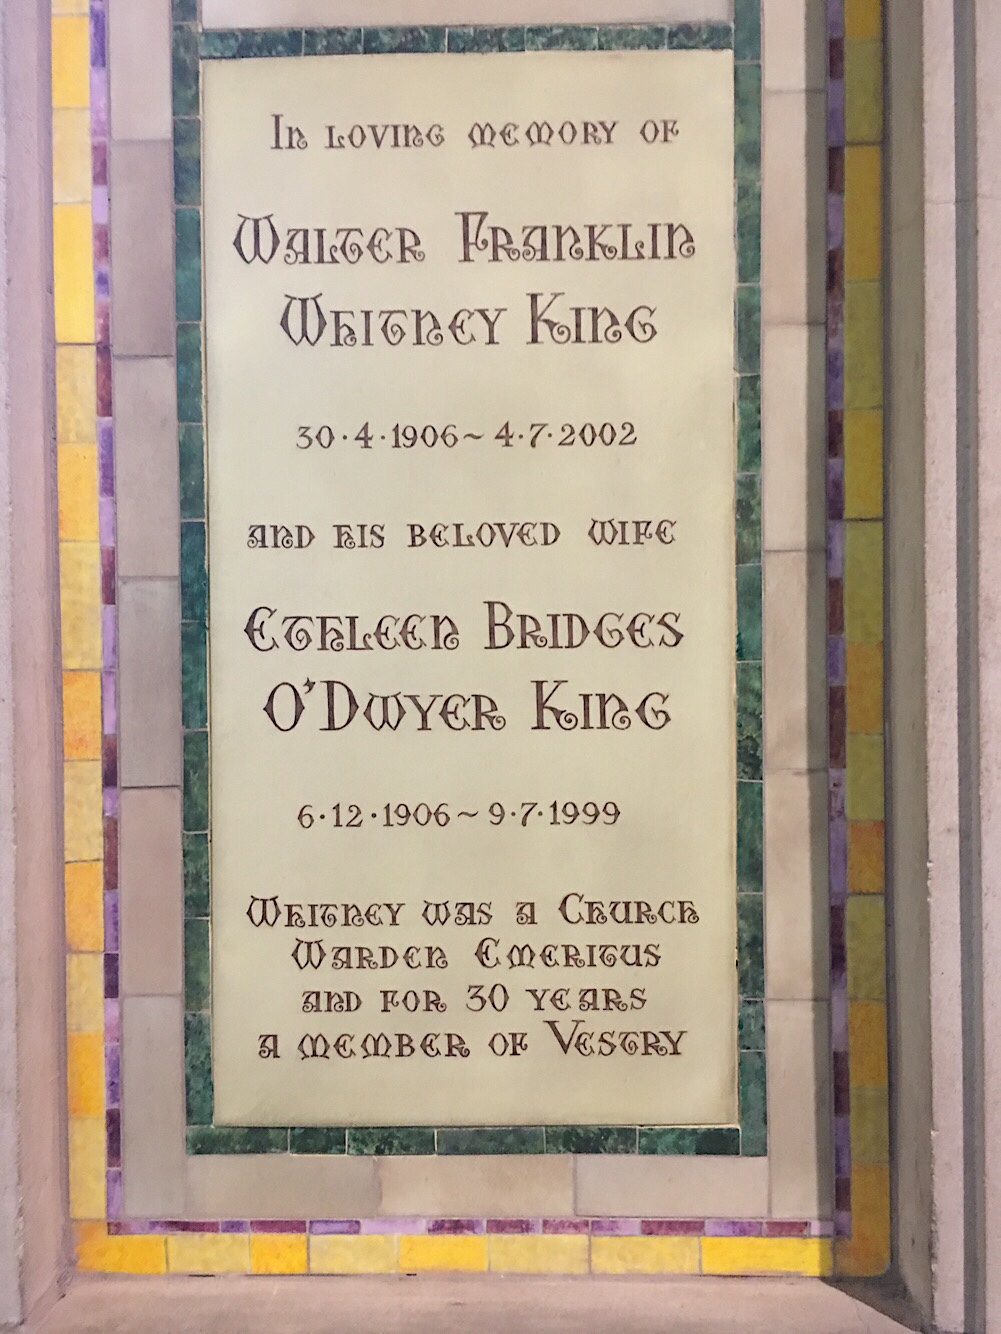 In loving memory of
Walter Franklin
Whitney King
30·4·1906~4·7·2002
and his beloved wife
Ethleen Bridges
O'Dwyer King
6·12·1906~9·7·1999
Whitney was a Church
Warden Emeritus
and for 30 years
a member of Vestry